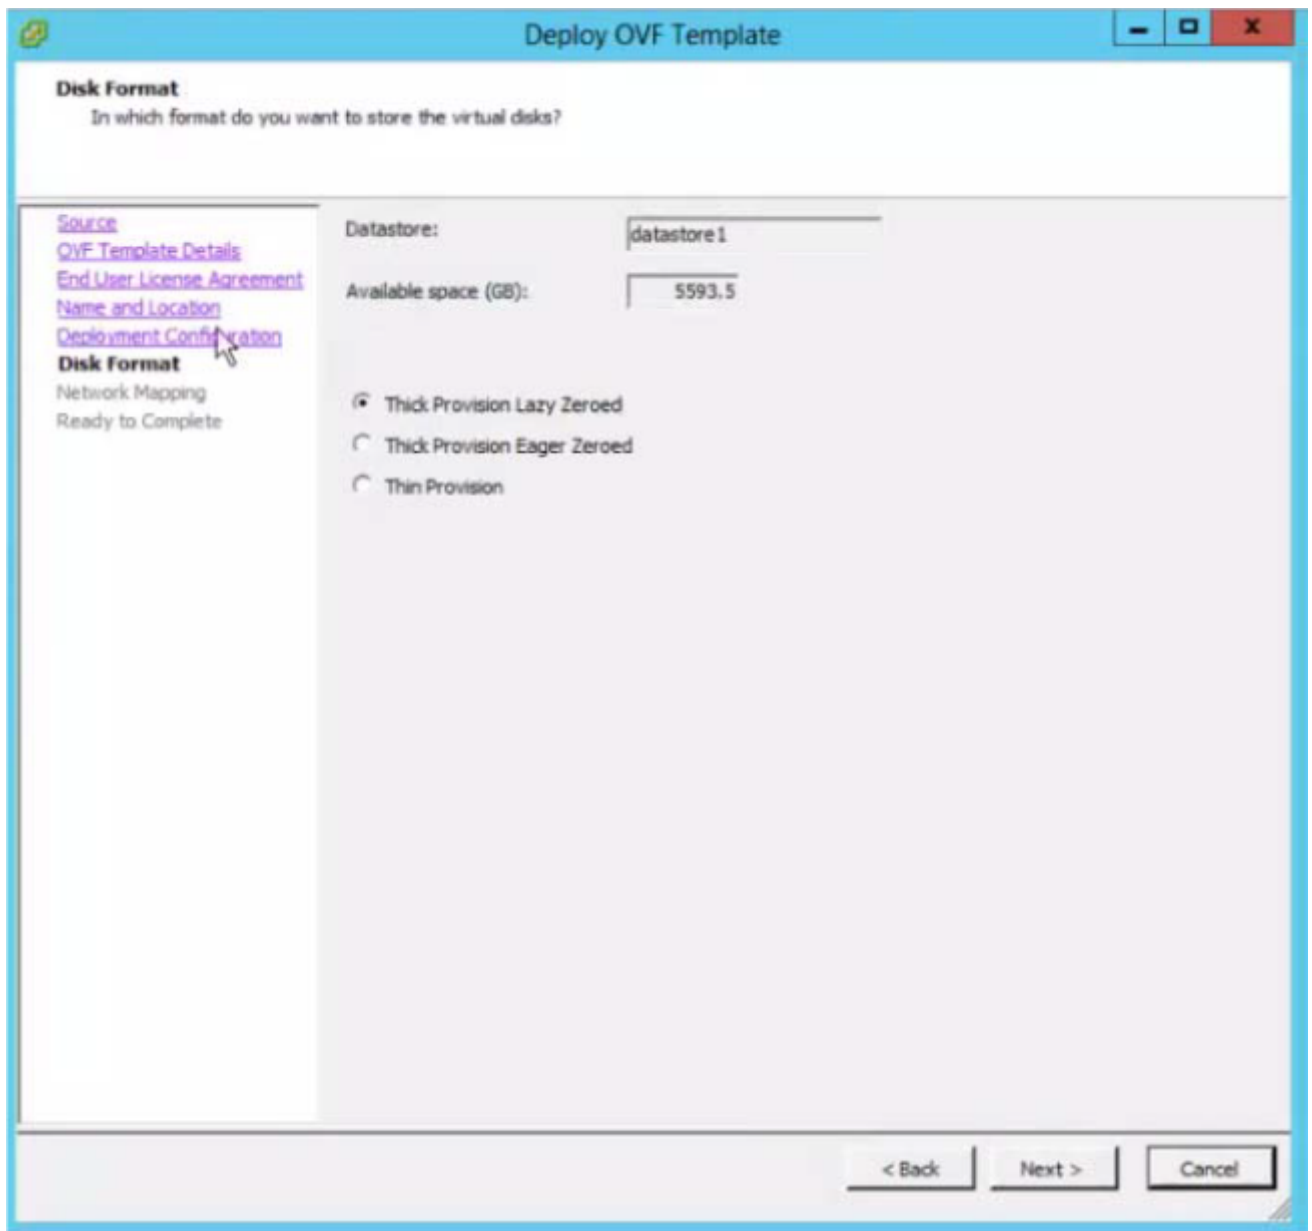 Deploy OVF Template
Disk Format
In which format do you want to store the virtual disks?
Source
OVF Template Details
End User License Agreement
Name and Location
Deployment Configuration
Disk Format
Network Mapping
Ready to Complete
Datastore: datastore1
Available space (GB): 5593.5
Thick Provision Lazy Zeroed
Thick Provision Eager Zeroed
Thin Provision
< Back Next > Cancel